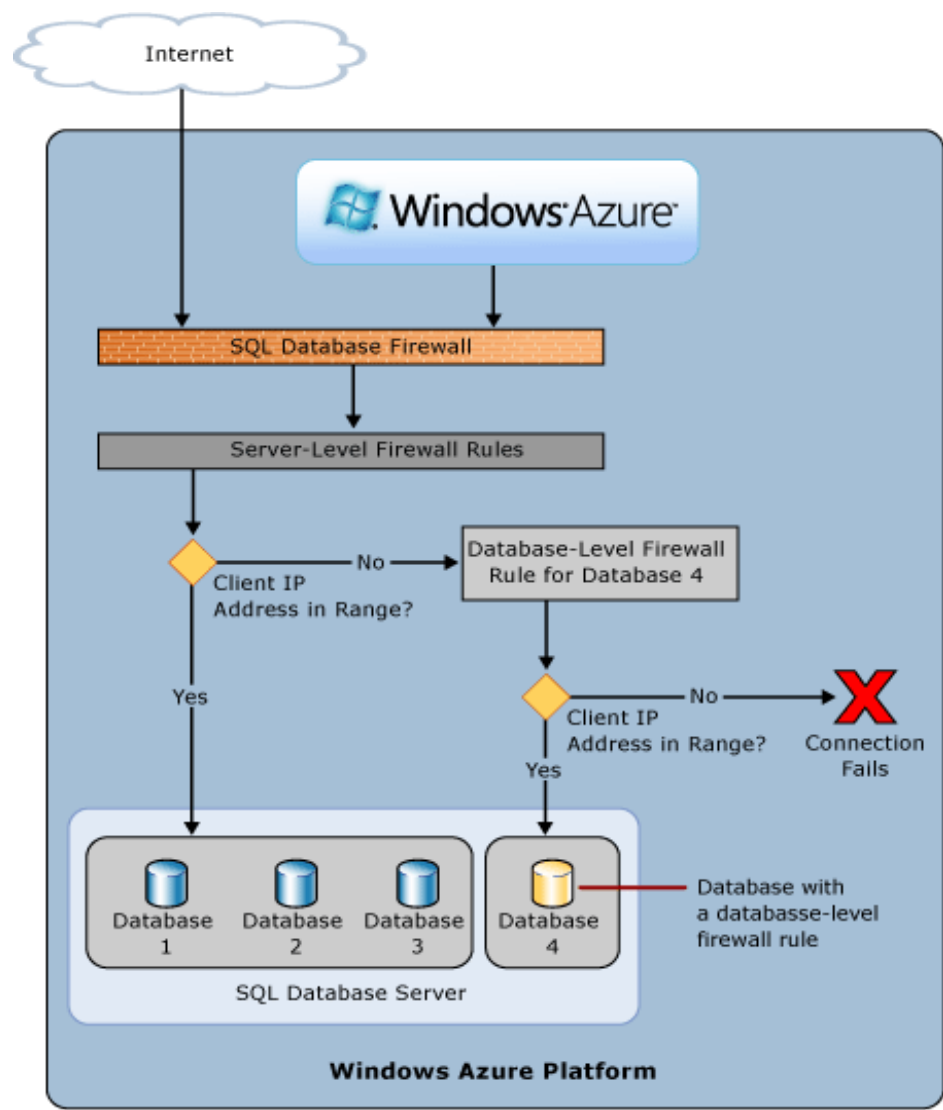 Internet
Windows Azure
SQL Database Firewall
Server-Level Firewall Rules
No
Database-Level Firewall
Rule for Database 4
Client IP
Address in Range?
Yes
No
Client IP
Address in Range?
Connection
Fails
Yes
Database
1
Database
2
Database
3
Database
4
Database with
a databasse-level
firewall rule
SQL Database Server
Windows Azure Platform